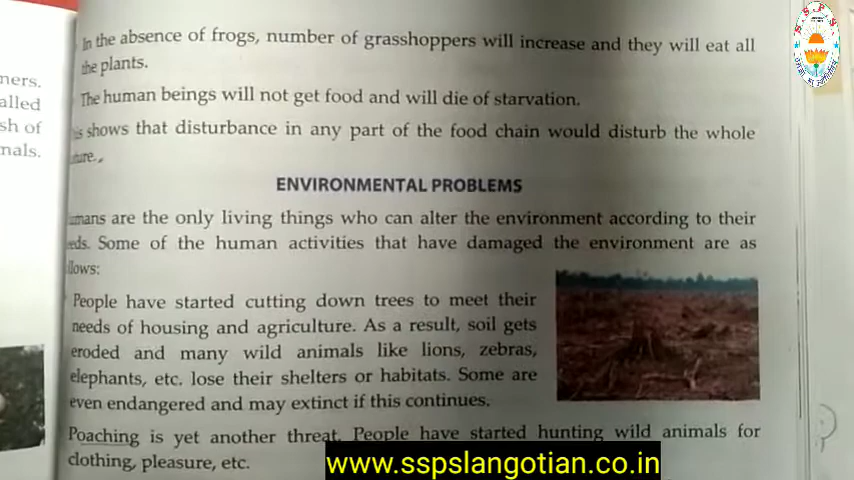 In the absence of frogs, number of grasshoppers will increase and they will eat all
the plants.
The human beings will not get food and will die of starvation.
shows that disturbance in any part of the food chain would disturb the whole
ENVIRONMENTAL PROBLEMS
umans are the only living things who can alter the environment according to their
eeds. Some of the human activities that have damaged the environment are as
llows:
People have started cutting down trees to meet their
needs of housing and agriculture. As a result, soil gets
eroded and many wild animals like lions, zebras,
elephants, etc. lose their shelters or habitats. Some are
even endangered and may extinct if this continues.
Poaching is yet another threat. People have started hunting wild animals for
clothing, pleasure, etc.
ners.
alled
sh of
nals.
S S P S
www.sspslangotian.co.in